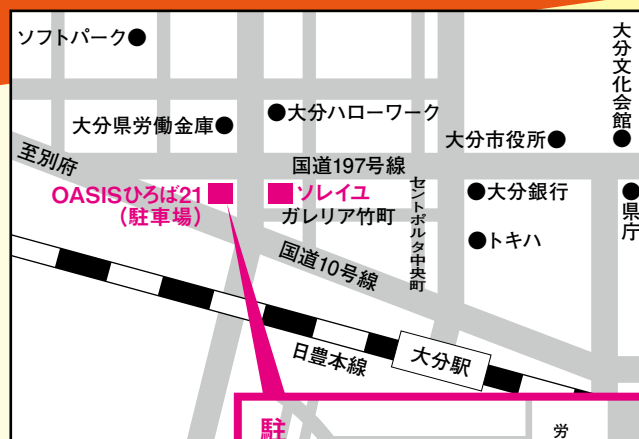 ソフトパーク
大分文化会館
大分ハローワーク
大分県労働金庫
大分市役所
至別府
国道197号線
OASISひろば21
(駐車場)
ソレイユ
セントポルタ中央町
大分銀行
県庁
ガレリア竹町
トキハ
国道10号線
日豊本線
大分駅
駐
労